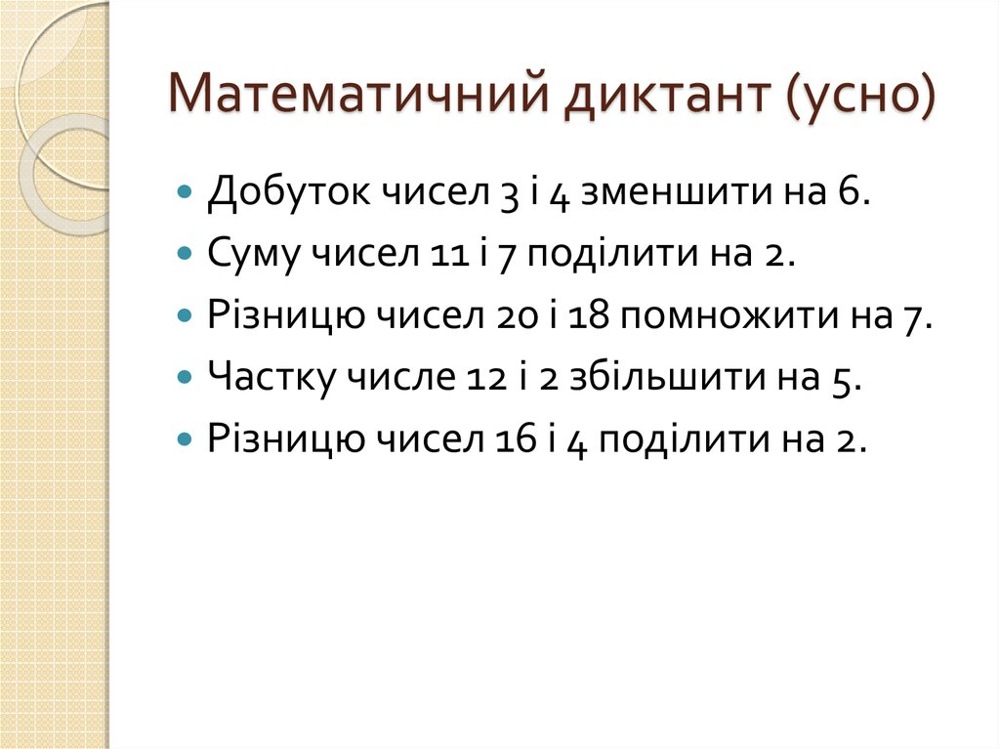 Математичний диктант (усно)
• Добуток чисел 3 і 4 зменшити на 6.
• Суму чисел 11 і 7 поділити на 2.
• Різницю чисел 20 і 18 помножити на 7.
• Частку числе 12 і 2 збільшити на 5.
• Різницю чисел 16 і 4 поділити на 2.